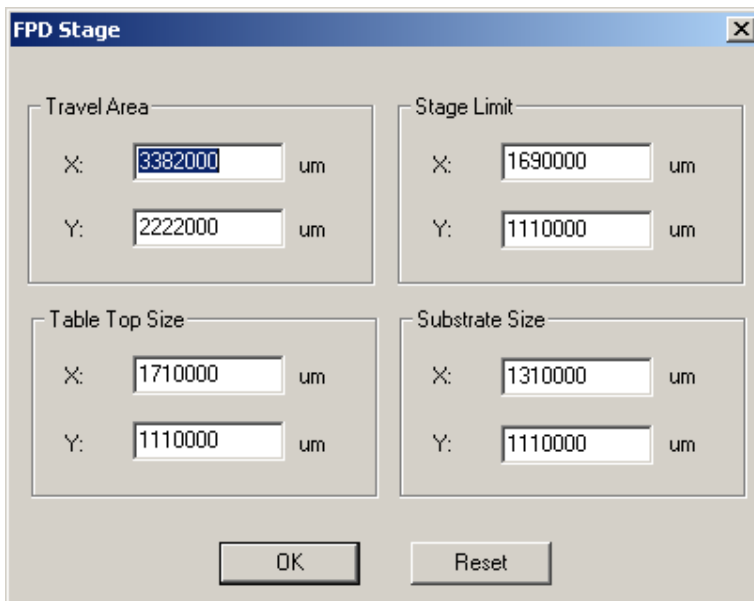 FPD Stage
Travel Area
X: 3382000 um
Y: 2222000 um
Stage Limit
X: 1690000 um
Y: 1110000 um
Table Top Size
X: 1710000 um
Y: 1110000 um
Substrate Size
X: 1310000 um
Y: 1110000 um
OK
Reset